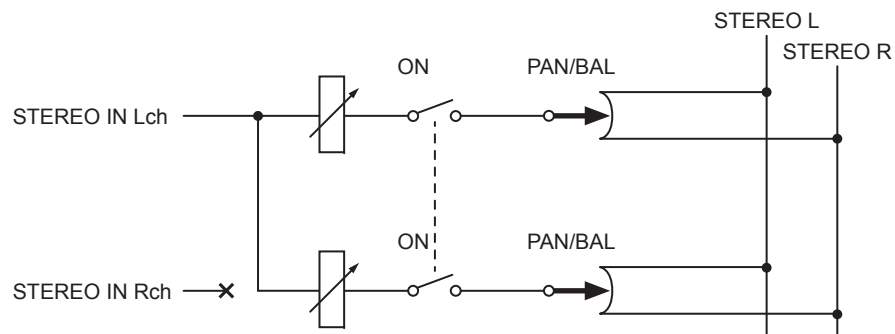 STEREO L
STEREO R
ON
PAN/BAL
STEREO IN Lch
ON
PAN/BAL
STEREO IN Rch